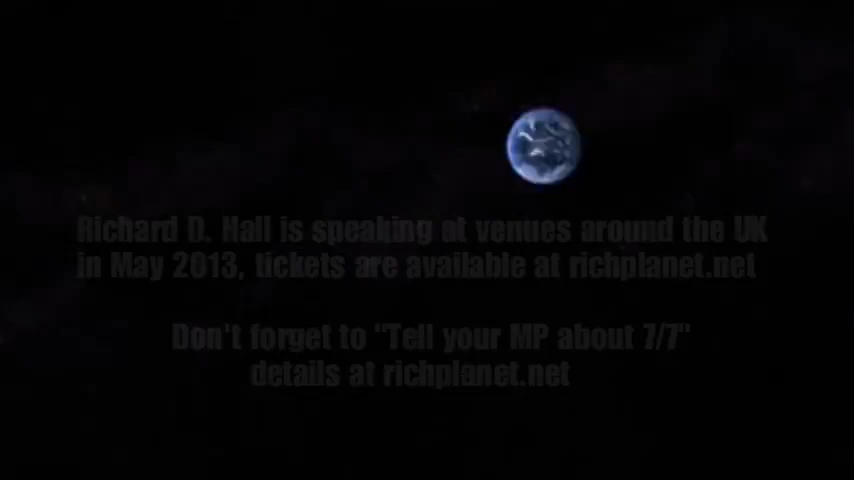 Richard D. Hall is speaking at venues around the UK
in May 2013, tickets are available at richplanet.net
Don't forget to "Tell your MP about 7/7"
details at richplanet.net